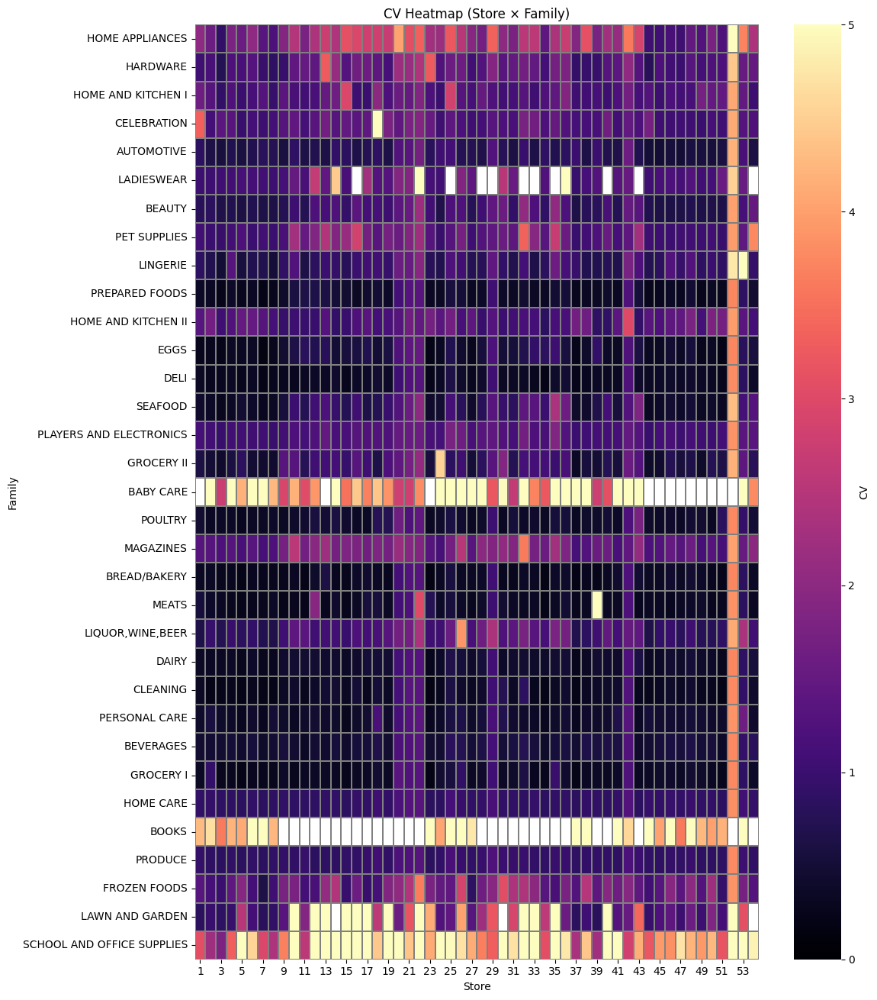 CV Heatmap (Store × Family)
Family
HOME APPLIANCES
HARDWARE
HOME AND KITCHEN I
CELEBRATION
AUTOMOTIVE
LADIESWEAR
BEAUTY
PET SUPPLIES
LINGERIE
PREPARED FOODS
HOME AND KITCHEN II
EGGS
DELI
SEAFOOD
PLAYERS AND ELECTRONICS
GROCERY II
BABY CARE
POULTRY
MAGAZINES
BREAD/BAKERY
MEATS
LIQUOR,WINE,BEER
DAIRY
CLEANING
PERSONAL CARE
BEVERAGES
GROCERY I
HOME CARE
BOOKS
PRODUCE
FROZEN FOODS
LAWN AND GARDEN
SCHOOL AND OFFICE SUPPLIES
1 3 5 7 9 11 13 15 17 19 21 23 25 27 29 31 33 35 37 39 41 43 45 47 49 51 53
Store
5
4
3
2
1
0
CV